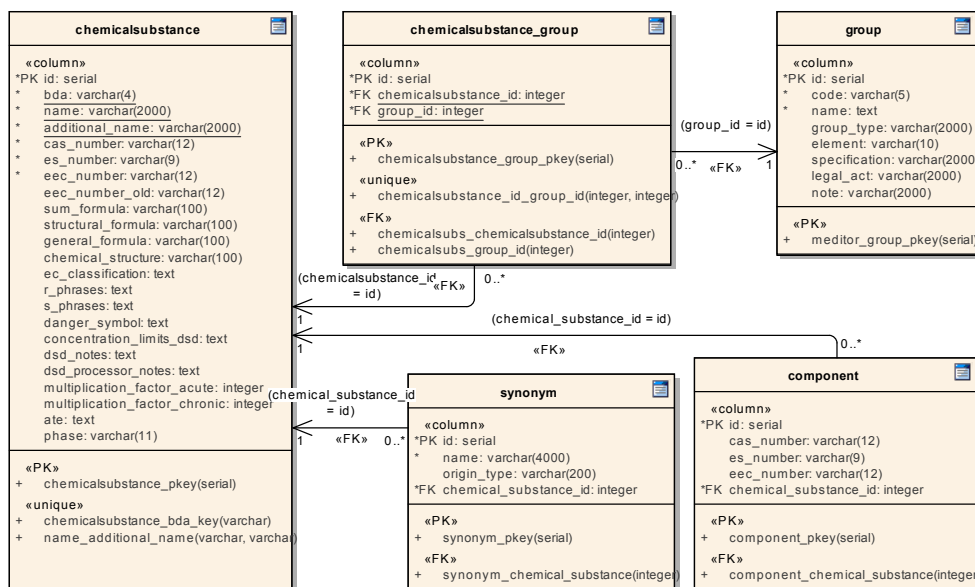 chemicalsubstance
«column»
*PK id: serial
* bda: varchar(4)
* name: varchar(2000)
* additional_name: varchar(2000)
* cas_number: varchar(12)
* es_number: varchar(9)
* eec_number: varchar(12)
eec_number_old: varchar(12)
sum_formula: varchar(100)
structural_formula: varchar(100)
general_formula: varchar(100)
chemical_structure: varchar(100)
ec_classification: text
r_phrases: text
s_phrases: text
danger_symbol: text
concentration_limits_dsd: text
dsd_notes: text
dsd_processor_notes: text
multiplication_factor_acute: integer
multiplication_factor_chronic: integer
ate: text
phase: varchar(11)
«PK»
+ chemicalsubstance_pkey(serial)
«unique»
+ chemicalsubstance_bda_key(varchar)
+ name_additional_name(varchar, varchar)
chemicalsubstance_group
«column»
*PK id: serial
*FK chemicalsubstance_id: integer
*FK group_id: integer
«PK»
+ chemicalsubstance_group_pkey(serial)
«unique»
+ chemicalsubstance_id_group_id(integer, integer)
«FK»
+ chemicalsubs_chemicalsubstance_id(integer)
+ chemicalsubs_group_id(integer)
(group_id = id)
0..* «FK» 1
group
«column»
*PK id: serial
* code: varchar(5)
* name: text
group_type: varchar(2000)
element: varchar(10)
specification: varchar(2000
legal_act: varchar(2000)
note: varchar(2000)
«PK»
+ meditor_group_pkey(serial)
(chemicalsubstance_id
= id)
«FK» 0..*
1
(chemical_substance_id = id)
1
«FK»
0..*
(chemical_substance_id
= id)
1 «FK» 0..*
synonym
«column»
*PK id: serial
* name: varchar(4000)
origin_type: varchar(200)
*FK chemical_substance_id: integer
«PK»
+ synonym_pkey(serial)
«FK»
+ synonym_chemical_substance(integer)
component
«column»
*PK id: serial
cas_number: varchar(12)
es_number: varchar(9)
eec_number: varchar(12)
*FK chemical_substance_id: integer
«PK»
+ component_pkey(serial)
«FK»
+ component_chemical_substance(integer